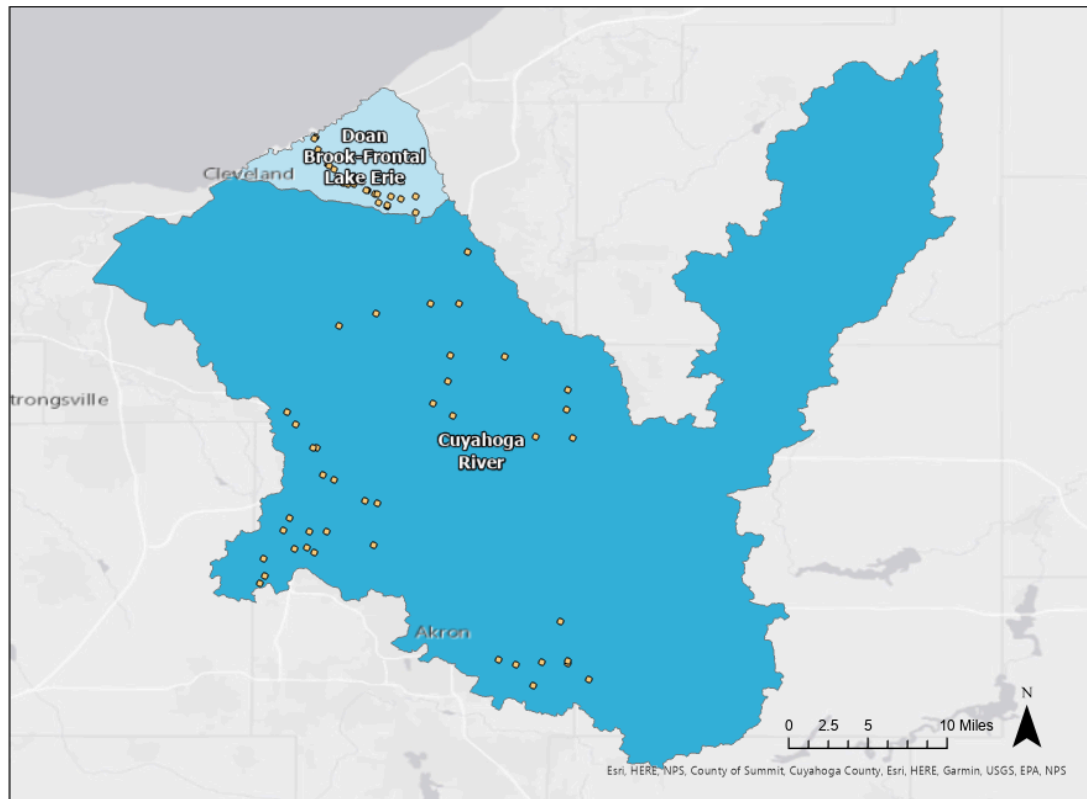 Doan
Brook-Frontal
Lake Erie
Cleveland
trongsville
Cuyahoga
River
Akron
N
0 2.5 5 10 Miles
Esri, HERE, NPS, County of Summit, Cuyahoga County, Esri, HERE, Garmin, USGS, EPA, NPS